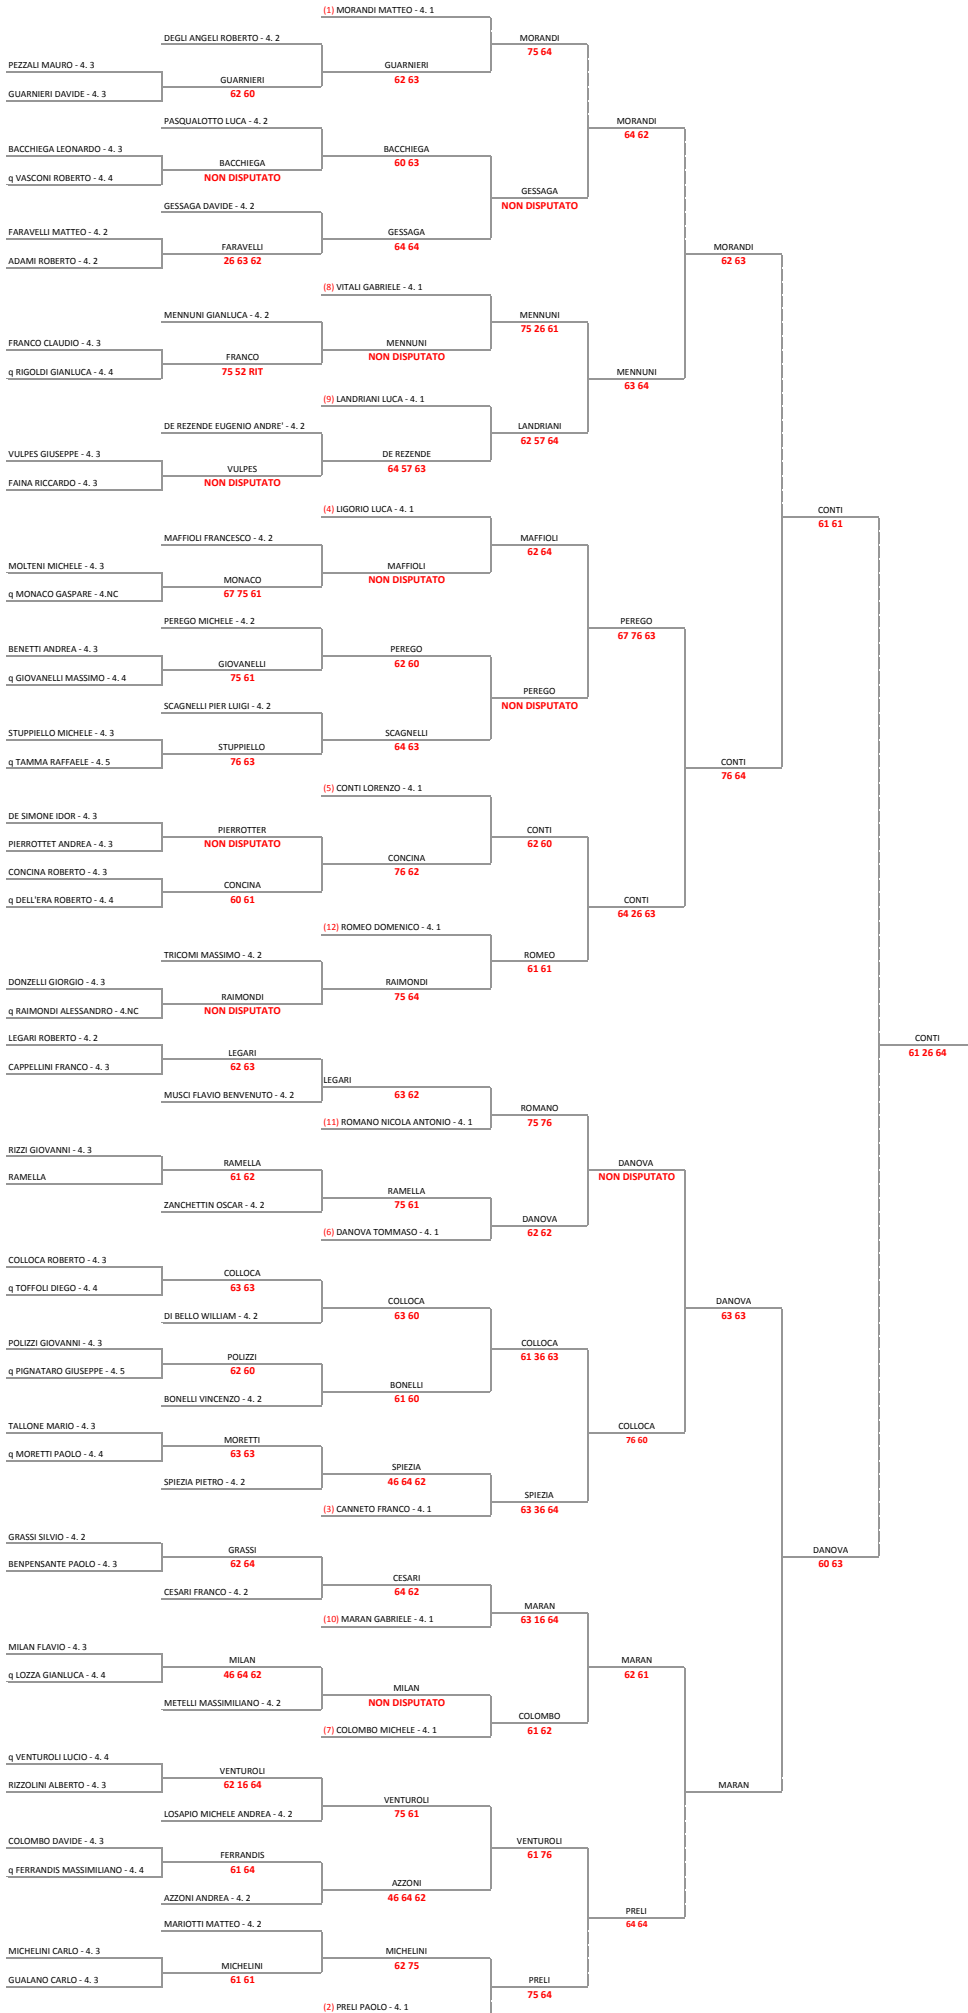 (1) MORANDI MATTEO - 4. 1
DEGLI ANGELI ROBERTO - 4. 2
MORANDI
75 64
PEZZALI MAURO - 4. 3
GUARNIERI
62 63
GUARNIERI
62 60
GUARNIERI DAVIDE - 4. 3
PASQUALOTTO LUCA - 4. 2
MORANDI
64 62
BACCHIEGA LEONARDO - 4. 3
BACCHIEGA
60 63
BACCHIEGA
NON DISPUTATO
q VASCONI ROBERTO - 4. 4
GESSAGA
NON DISPUTATO
GESSAGA DAVIDE - 4. 2
FARAVELLI MATTEO - 4. 2
GESSAGA
64 64
FARAVELLI
26 63 62
MORANDI
62 63
ADAMI ROBERTO - 4. 2
(8) VITALI GABRIELE - 4. 1
MENNUNI GIANLUCA - 4. 2
MENNUNI
75 26 61
FRANCO CLAUDIO - 4. 3
MENNUNI
NON DISPUTATO
FRANCO
75 52 RIT
q RIGOLDI GIANLUCA - 4. 4
MENNUNI
63 64
(9) LANDRIANI LUCA - 4. 1
DE REZENDE EUGENIO ANDRE' - 4. 2
LANDRIANI
62 57 64
VULPES GIUSEPPE - 4. 3
DE REZENDE
64 57 63
VULPES
NON DISPUTATO
FAINA RICCARDO - 4. 3
(4) LIGORIO LUCA - 4. 1
CONTI
61 61
MAFFIOLI FRANCESCO - 4. 2
MAFFIOLI
62 64
MOLTENI MICHELE - 4. 3
MAFFIOLI
NON DISPUTATO
MONACO
67 75 61
q MONACO GASPARE - 4.NC
PEREGO MICHELE - 4. 2
PEREGO
67 76 63
BENETTI ANDREA - 4. 3
PEREGO
62 60
GIOVANELLI
75 61
q GIOVANELLI MASSIMO - 4. 4
PEREGO
NON DISPUTATO
SCAGNELLI PIER LUIGI - 4. 2
STUPPIELLO MICHELE - 4. 3
SCAGNELLI
64 63
STUPPIELLO
76 63
q TAMMA RAFFAELE - 4. 5
CONTI
76 64
(5) CONTI LORENZO - 4. 1
DE SIMONE IDOR - 4. 3
PIERROTTER
NON DISPUTATO
CONTI
62 60
PIERROTTET ANDREA - 4. 3
CONCINA
76 62
CONCINA ROBERTO - 4. 3
CONCINA
60 61
q DELL'ERA ROBERTO - 4. 4
CONTI
64 26 63
(12) ROMEO DOMENICO - 4. 1
TRICOMI MASSIMO - 4. 2
ROMEO
61 61
DONZELLI GIORGIO - 4. 3
RAIMONDI
75 64
RAIMONDI
NON DISPUTATO
q RAIMONDI ALESSANDRO - 4.NC
LEGARI ROBERTO - 4. 2
CONTI
61 26 64
LEGARI
62 63
CAPPELLINI FRANCO - 4. 3
LEGARI
63 62
MUSCI FLAVIO BENVENUTO - 4. 2
ROMANO
75 76
(11) ROMANO NICOLA ANTONIO - 4. 1
RIZZI GIOVANNI - 4. 3
RAMELLA
61 62
DANOVA
NON DISPUTATO
RAMELLA
RAMELLA
75 61
ZANCHETTIN OSCAR - 4. 2
DANOVA
62 62
(6) DANOVA TOMMASO - 4. 1
COLLOCA ROBERTO - 4. 3
COLLOCA
63 63
q TOFFOLI DIEGO - 4. 4
COLLOCA
63 60
DANOVA
63 63
DI BELLO WILLIAM - 4. 2
POLIZZI GIOVANNI - 4. 3
COLLOCA
61 36 63
POLIZZI
62 60
q PIGNATARO GIUSEPPE - 4. 5
BONELLI
61 60
BONELLI VINCENZO - 4. 2
TALLONE MARIO - 4. 3
COLLOCA
76 60
MORETTI
63 63
q MORETTI PAOLO - 4. 4
SPIEZIA
46 64 62
SPIEZIA PIETRO - 4. 2
SPIEZIA
63 36 64
(3) CANNETO FRANCO - 4. 1
GRASSI SILVIO - 4. 2
GRASSI
62 64
DANOVA
60 63
BENPENSANTE PAOLO - 4. 3
CESARI
64 62
CESARI FRANCO - 4. 2
MARAN
63 16 64
(10) MARAN GABRIELE - 4. 1
MILAN FLAVIO - 4. 3
MILAN
46 64 62
MARAN
62 61
q LOZZA GIANLUCA - 4. 4
MILAN
NON DISPUTATO
METELLI MASSIMILIANO - 4. 2
COLOMBO
61 62
(7) COLOMBO MICHELE - 4. 1
q VENTUROLI LUCIO - 4. 4
VENTUROLI
62 16 64
RIZZOLINI ALBERTO - 4. 3
MARAN
VENTUROLI
75 61
LOSAPIO MICHELE ANDREA - 4. 2
COLOMBO DAVIDE - 4. 3
VENTUROLI
61 76
FERRANDIS
61 64
q FERRANDIS MASSIMILIANO - 4. 4
AZZONI
46 64 62
AZZONI ANDREA - 4. 2
PRELI
64 64
MARIOTTI MATTEO - 4. 2
MICHELINI CARLO - 4. 3
MICHELINI
62 75
MICHELINI
61 61
GUALANO CARLO - 4. 3
PRELI
75 64
(2) PRELI PAOLO - 4. 1